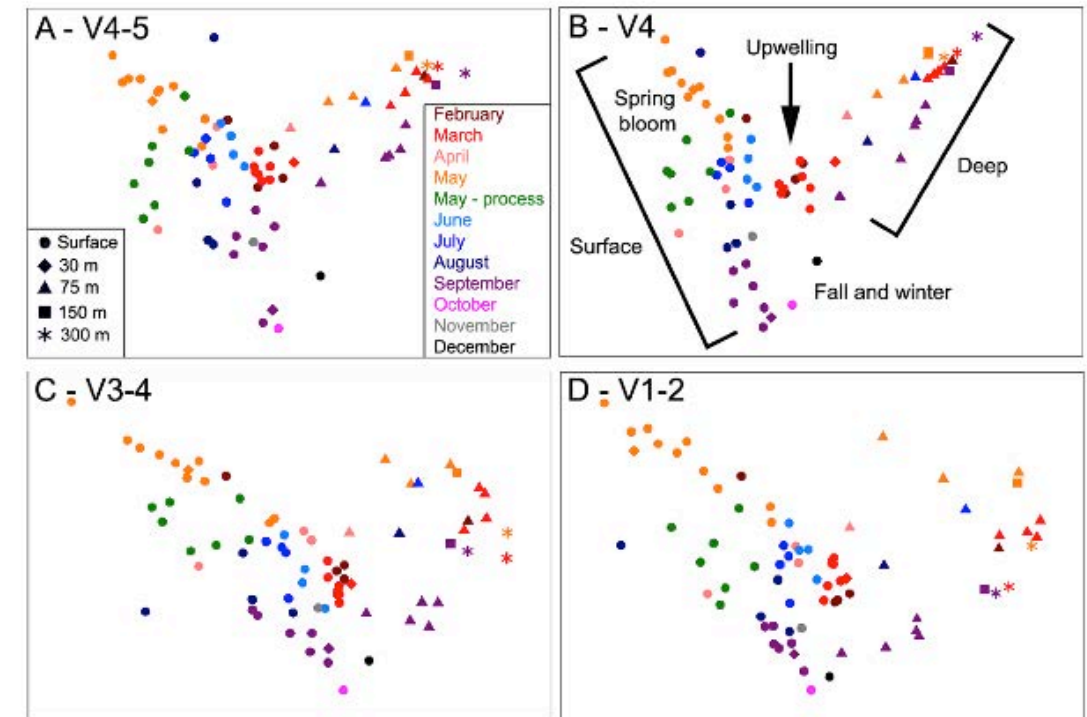 A - V4-5
February
March
April
May
May - process
June
July
August
September
October
November
December
Surface
30 m
75 m
150 m
300 m
B - V4
Upwelling
Spring
bloom
Deep
Surface
Fall and winter
C - V3-4
D - V1-2